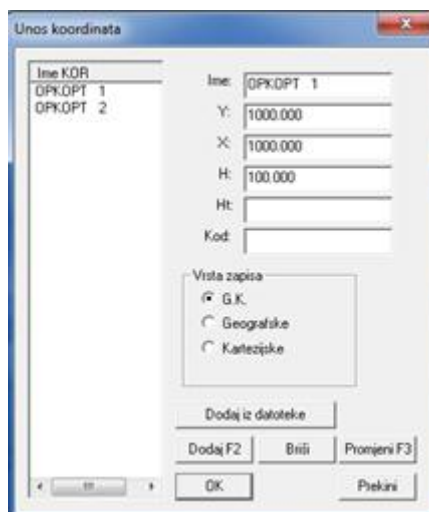 Unos koordinata
Ime KOR
OPKOPT 1
OPKOPT 2
Ime: OPKOPT 1
Y: 1000.000
X: 1000.000
H: 100.000
Ht:
Kod:
Vrsta zapisa
G.K.
Geografske
Kartezijske
Dodaj iz datoteke
Dodaj F2 Briši Promjeni F3
OK Prekini